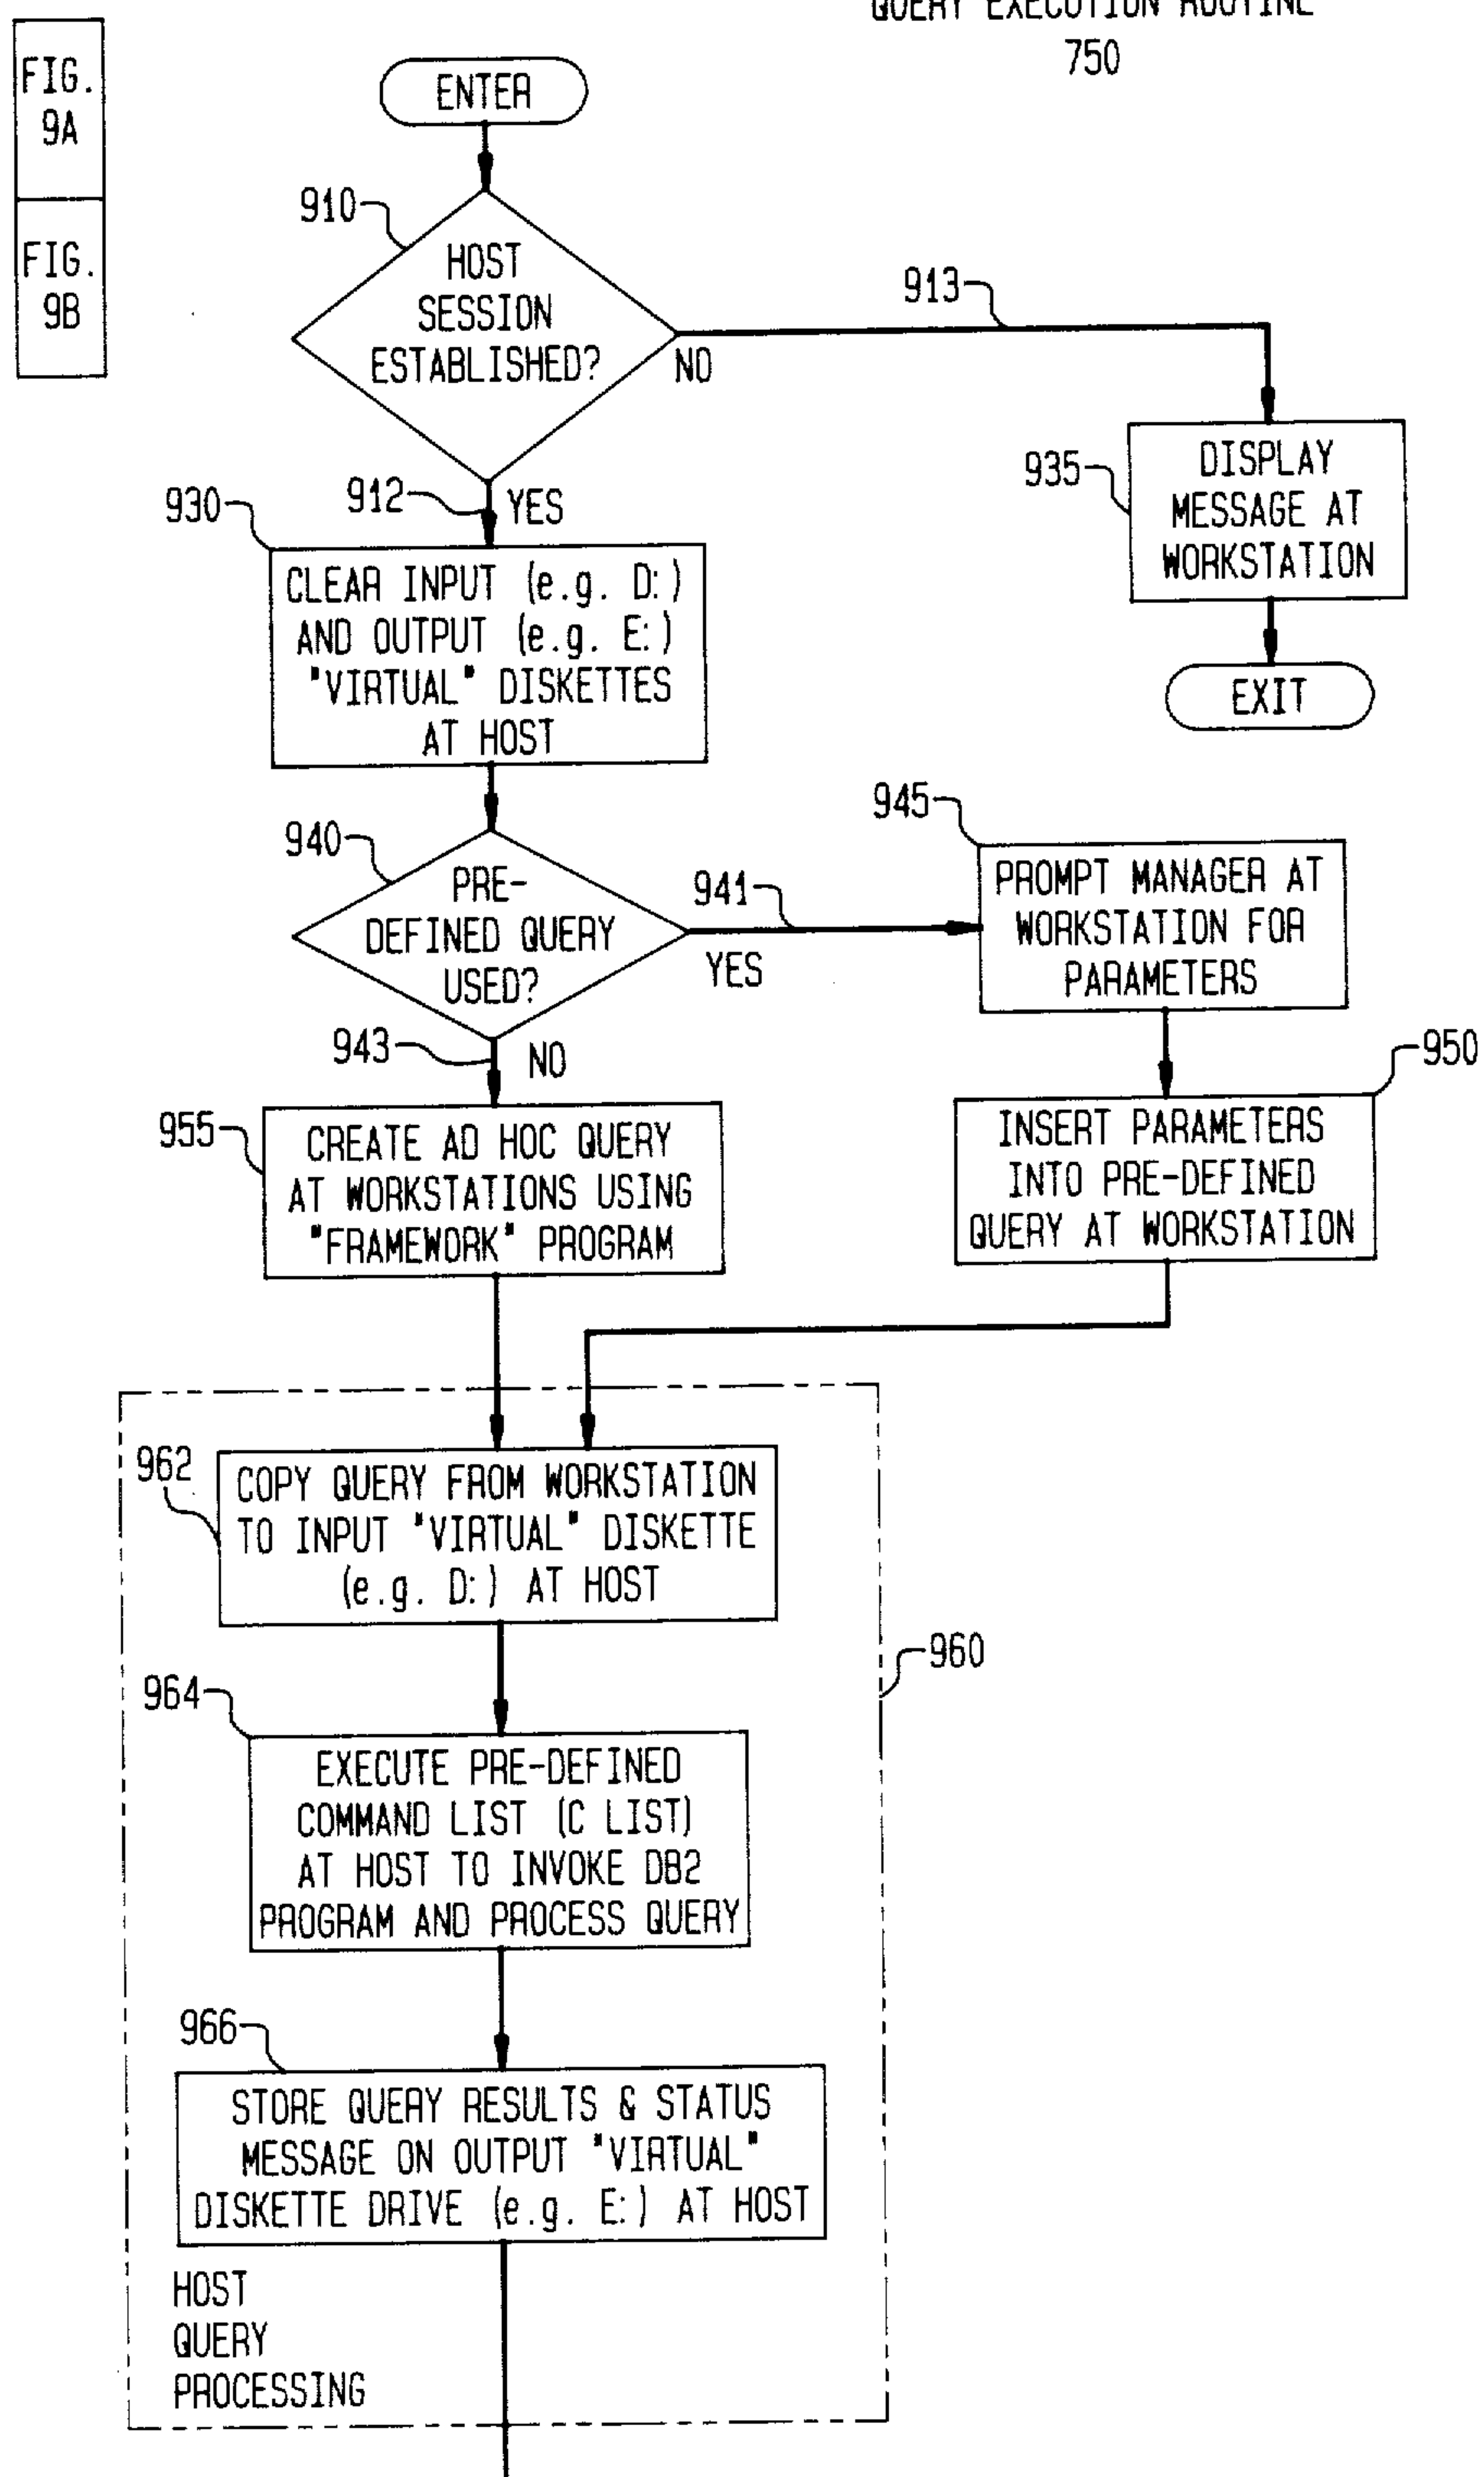 QUERY EXECUTION ROUTINE
750
FIG.
9A
FIG.
9B
ENTER
910
HOST
SESSION
ESTABLISHED?
913
NO
912
YES
935
DISPLAY
MESSAGE AT
WORKSTATION
EXIT
930
CLEAR INPUT (e.g. D:)
AND OUTPUT (e.g. E:)
"VIRTUAL" DISKETTES
AT HOST
940
PRE-
DEFINED QUERY
USED?
941
YES
943
NO
945
PROMPT MANAGER AT
WORKSTATION FOR
PARAMETERS
950
INSERT PARAMETERS
INTO PRE-DEFINED
QUERY AT WORKSTATION
955
CREATE AD HOC QUERY
AT WORKSTATIONS USING
"FRAMEWORK" PROGRAM
962
COPY QUERY FROM WORKSTATION
TO INPUT "VIRTUAL" DISKETTE
(e.g. D:) AT HOST
960
964
EXECUTE PRE-DEFINED
COMMAND LIST (C LIST)
AT HOST TO INVOKE DB2
PROGRAM AND PROCESS QUERY
966
STORE QUERY RESULTS & STATUS
MESSAGE ON OUTPUT "VIRTUAL"
DISKETTE DRIVE (e.g. E:) AT HOST
HOST
QUERY
PROCESSING